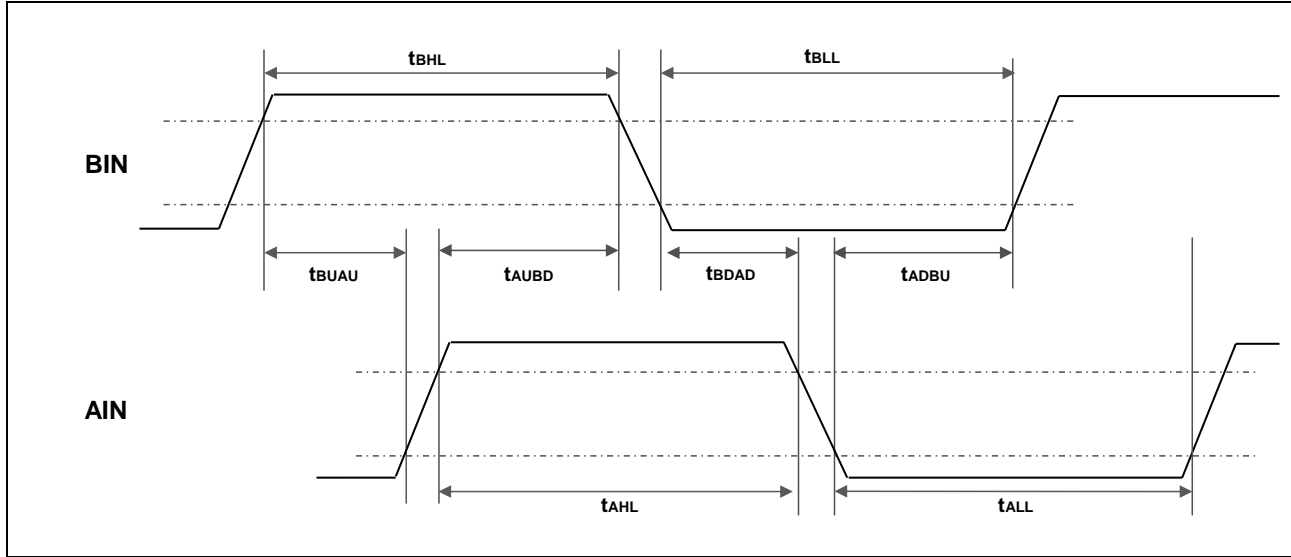 tBHL
tBLL
BIN
tBUAU
tAUBD
tBDAD
tADBU
AIN
tAHL
tALL